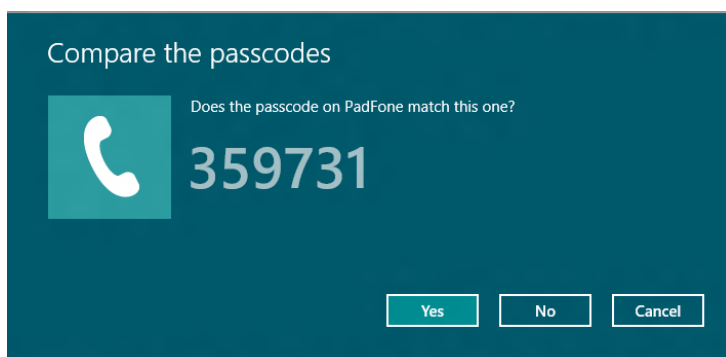 Compare the passcodes
Does the passcode on PadFone match this one?
359731
Yes No Cancel